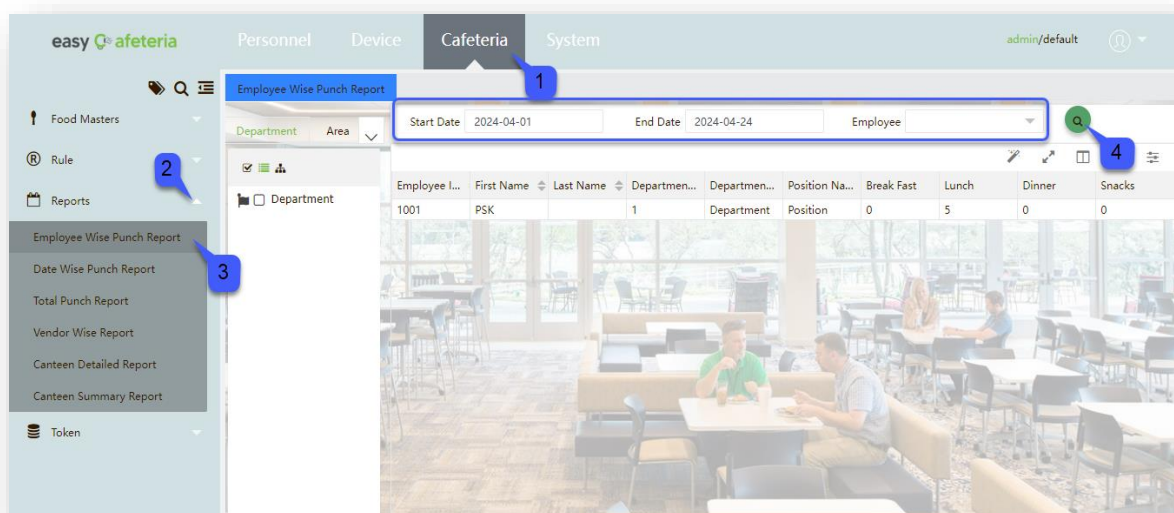 easy Cafeteria
Personnel Device Cafeteria System
admin/default
1
Employee Wise Punch Report
Start Date 2024-04-01 End Date 2024-04-24 Employee
Department Area
4
Food Masters
Rule
2
Reports
Employee Wise Punch Report
3
Date Wise Punch Report
Total Punch Report
Vendor Wise Report
Canteen Detailed Report
Canteen Summary Report
Token
Department
Employee I... First Name Last Name Departmen... Departmen... Position Na... Break Fast Lunch Dinner Snacks
1001 PSK 1 Department Position 0 5 0 0